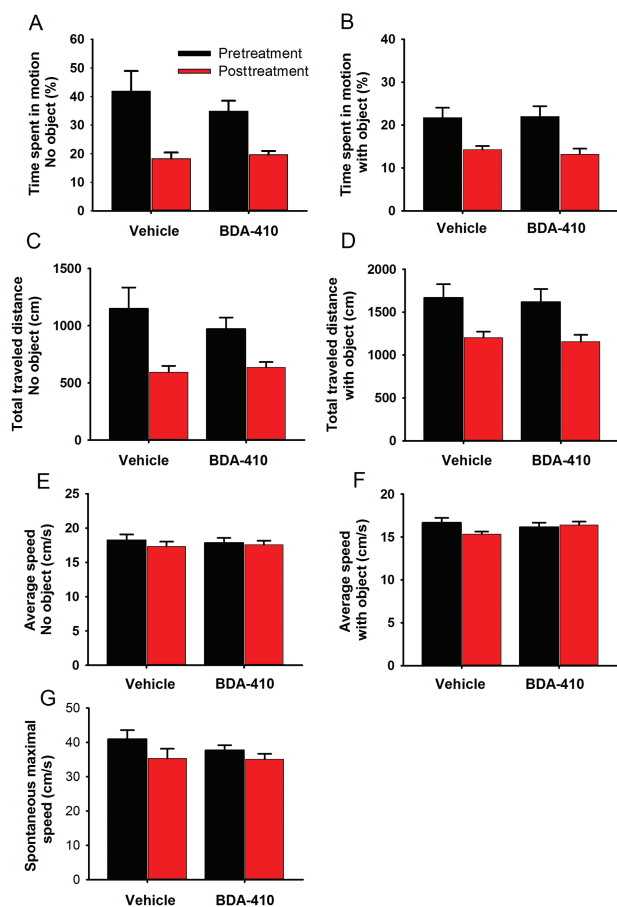 A
Time spent in motion
No object (%)
60
50
40
30
20
10
0
Pretreatment
Posttreatment
Vehicle
BDA-410
B
Time spent in motion
with object (%)
40
30
20
10
0
Vehicle
BDA-410
C
Total traveled distance
No object (cm)
1500
1000
500
0
Vehicle
BDA-410
D
Total traveled distance
with object (cm)
2000
1500
1000
500
0
Vehicle
BDA-410
E
Average speed
No object (cm/s)
25
20
15
10
5
0
Vehicle
BDA-410
F
Average speed
with object (cm/s)
20
15
10
5
0
Vehicle
BDA-410
G
Spontaneous maximal
speed (cm/s)
50
40
30
20
10
0
Vehicle
BDA-410